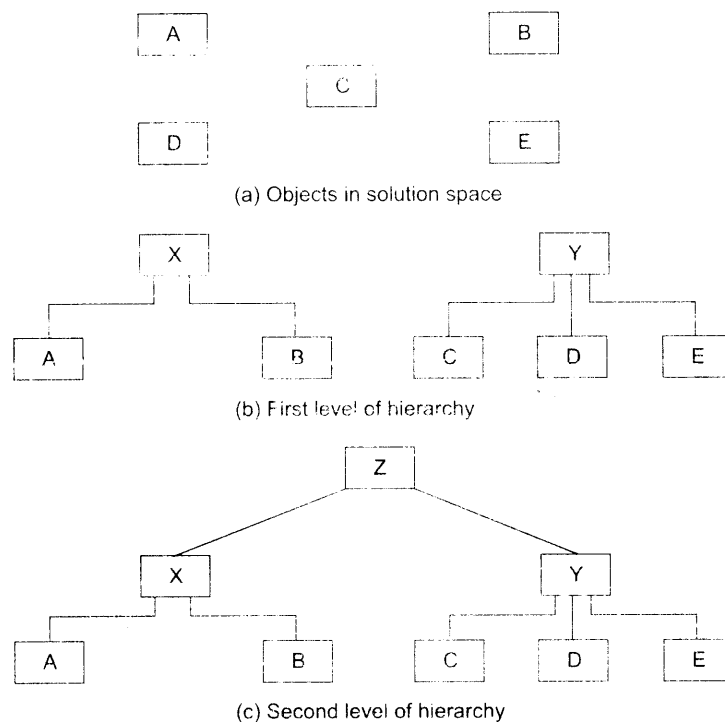 A
B
C
D
E
(a) Objects in solution space
X
Y
A
B
C
D
E
(b) First level of hierarchy
Z
X
Y
A
B
C
D
E
(c) Second level of hierarchy